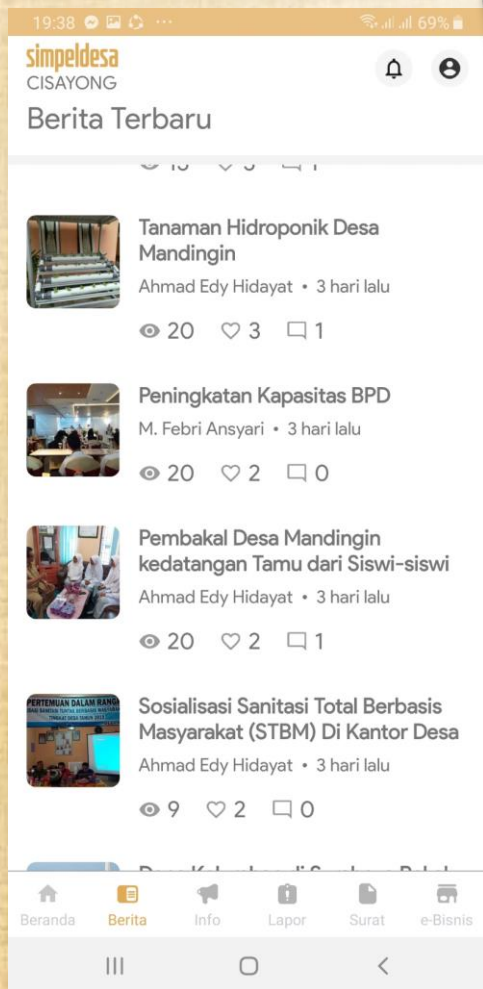 19:38
69%
simpeldesa
CISAYONG
Berita Terbaru
Tanaman Hidroponik Desa
Mandingin
Ahmad Edy Hidayat • 3 hari lalu
20 3 1
Peningkatan Kapasitas BPD
M. Febri Ansyari • 3 hari lalu
20 2 0
Pembakal Desa Mandingin
kedatangan Tamu dari Siswi-siswi
Ahmad Edy Hidayat • 3 hari lalu
20 2 1
PERTEMUAN DALAM RANG
Sosialisasi Sanitasi Total Berbasis
Masyarakat (STBM) Di Kantor Desa
Ahmad Edy Hidayat • 3 hari lalu
9 2 0
Beranda Berita Info Lapor Surat e-Bisnis